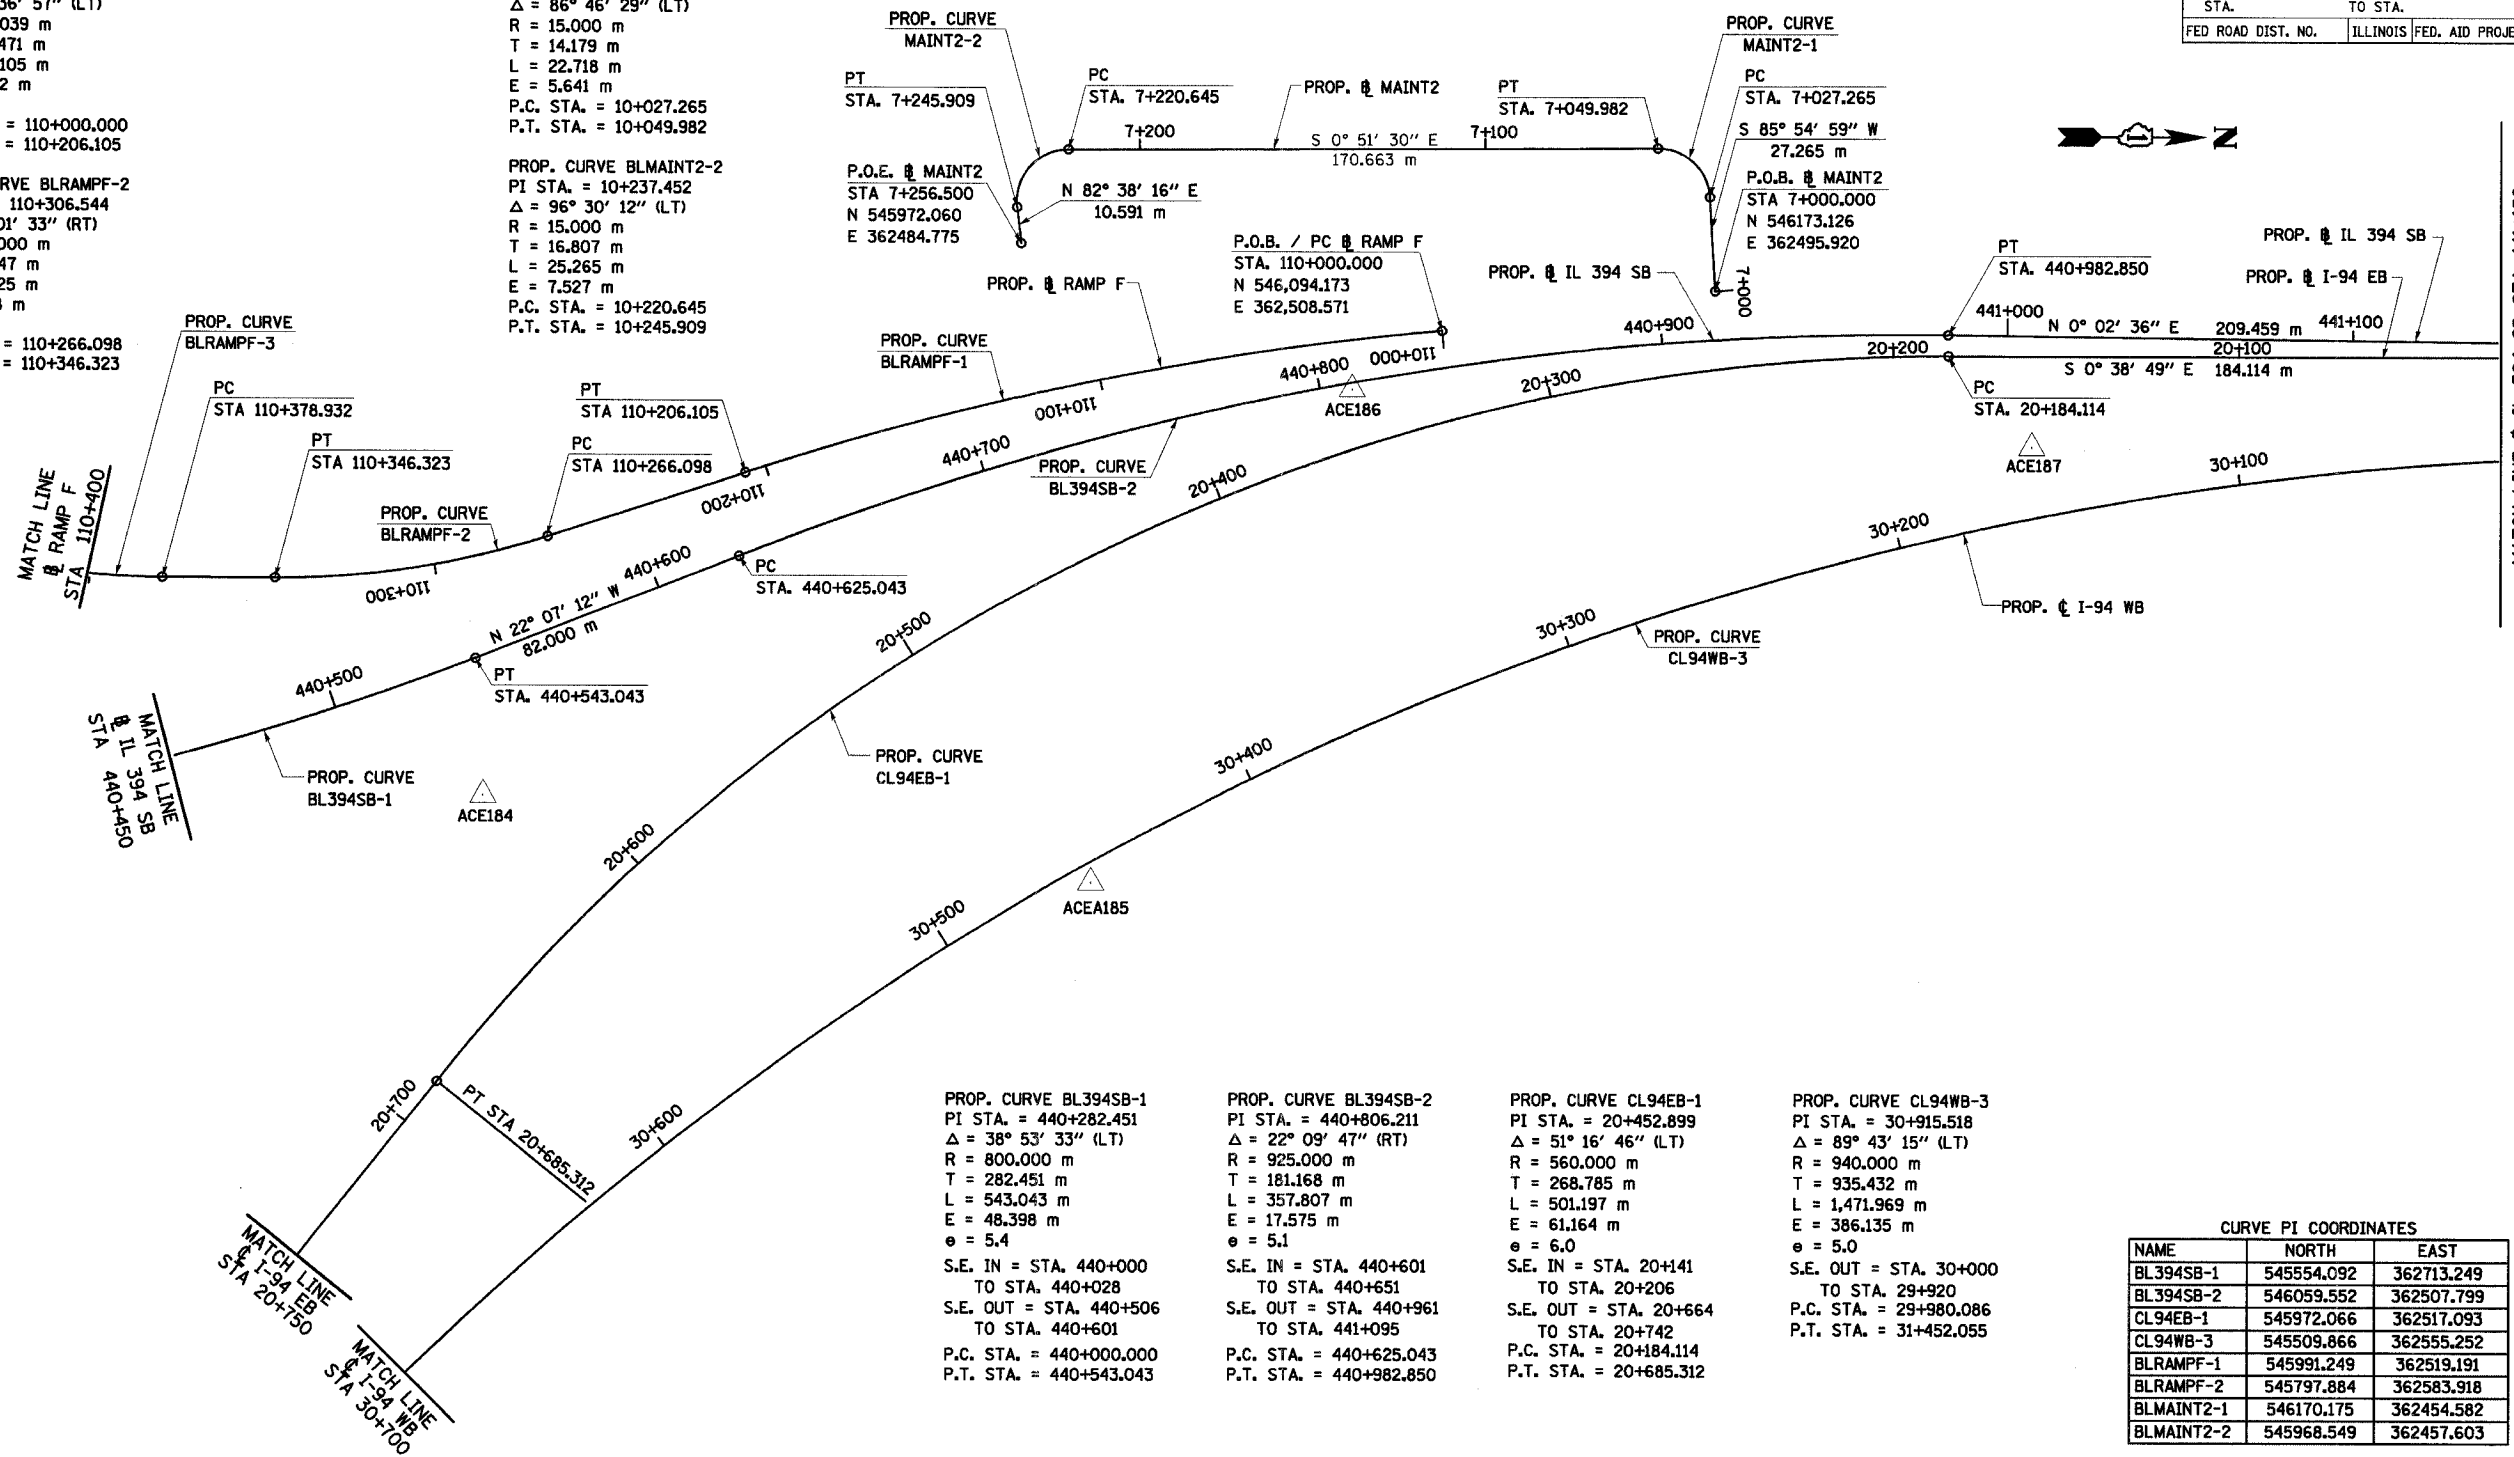 36' 57" (LT)
039 m
471 m
105 m
2 m
= 110+000.000
= 110+206.105
RVE BLRAMPF-2
110+306.544
01' 33" (RT)
000 m
47 m
25 m
m
= 110+266.098
= 110+346.323
Δ = 86° 46' 29" (LT)
R = 15.000 m
T = 14.179 m
L = 22.718 m
E = 5.641 m
P.C. STA. = 10+027.265
P.T. STA. = 10+049.982
PROP. CURVE BLMAINT2-2
PI STA. = 10+237.452
Δ = 96° 30' 12" (LT)
R = 15.000 m
T = 16.807 m
L = 25.265 m
E = 7.527 m
P.C. STA. = 10+220.645
P.T. STA. = 10+245.909
PROP. CURVE
MAINT2-2
PT
STA. 7+245.909
PC
STA. 7+220.645
PROP. ℄ MAINT2
PT
STA. 7+049.982
PROP. CURVE
MAINT2-1
PC
STA. 7+027.265
7+200
S 0° 51' 30" E
170.663 m
7+100
S 85° 54' 59" W
27.265 m
P.O.E. ℄ MAINT2
STA 7+256.500
N 545972.060
E 362484.775
N 82° 38' 16" E
10.591 m
P.O.B. ℄ MAINT2
STA 7+000.000
N 546173.126
E 362495.920
7+000
STA. TO STA.
FED ROAD DIST. NO. ILLINOIS FED. AID PROJE
N
P.O.B. / PC ℄ RAMP F
STA. 110+000.000
N 546,094.173
E 362,508.571
PROP. ℄ RAMP F
PROP. ℄ IL 394 SB
PT
STA. 440+982.850
PROP. ℄ IL 394 SB
PROP. ℄ I-94 EB
441+000
N 0° 02' 36" E 209.459 m
441+100
20+200
20+100
S 0° 38' 49" E 184.114 m
PC
STA. 20+184.114
PROP. CURVE
BLRAMPF-3
PROP. CURVE
BLRAMPF-1
110+000
440+800
440+900
ACE186
20+300
110+100
PC
STA 110+378.932
PT
STA 110+346.323
PT
STA 110+206.105
PC
STA 110+266.098
440+700
PROP. CURVE
BL394SB-2
20+400
ACE187
30+100
MATCH LINE
℄ RAMP F
STA 110+400
PROP. CURVE
BLRAMPF-2
110+200
110+300
440+600
PC
STA. 440+625.043
N 22° 07' 12" W
82.000 m
30+200
PROP. ℄ I-94 WB
20+500
30+300
PROP. CURVE
CL94WB-3
440+500
PT
STA. 440+543.043
MATCH LINE
℄ IL 394 SB
STA 440+450
PROP. CURVE
BL394SB-1
ACE184
PROP. CURVE
CL94EB-1
30+400
20+600
ACEA185
30+500
20+700
PT STA 20+685.312
30+600
MATCH LINE
℄ I-94 EB
STA 20+750
MATCH LINE
℄ I-94 WB
STA 30+700
PROP. CURVE BL394SB-1
PI STA. = 440+282.451
Δ = 38° 53' 33" (LT)
R = 800.000 m
T = 282.451 m
L = 543.043 m
E = 48.398 m
e = 5.4
S.E. IN = STA. 440+000
TO STA. 440+028
S.E. OUT = STA. 440+506
TO STA. 440+601
P.C. STA. = 440+000.000
P.T. STA. = 440+543.043
PROP. CURVE BL394SB-2
PI STA. = 440+806.211
Δ = 22° 09' 47" (RT)
R = 925.000 m
T = 181.168 m
L = 357.807 m
E = 17.575 m
e = 5.1
S.E. IN = STA. 440+601
TO STA. 440+651
S.E. OUT = STA. 440+961
TO STA. 441+095
P.C. STA. = 440+625.043
P.T. STA. = 440+982.850
PROP. CURVE CL94EB-1
PI STA. = 20+452.899
Δ = 51° 16' 46" (LT)
R = 560.000 m
T = 268.785 m
L = 501.197 m
E = 61.164 m
e = 6.0
S.E. IN = STA. 20+141
TO STA. 20+206
S.E. OUT = STA. 20+664
TO STA. 20+742
P.C. STA. = 20+184.114
P.T. STA. = 20+685.312
PROP. CURVE CL94WB-3
PI STA. = 30+915.518
Δ = 89° 43' 15" (LT)
R = 940.000 m
T = 935.432 m
L = 1,471.969 m
E = 386.135 m
e = 5.0
S.E. OUT = STA. 30+000
TO STA. 29+920
P.C. STA. = 29+980.086
P.T. STA. = 31+452.055
CURVE PI COORDINATES
NAME NORTH EAST
BL394SB-1 545554.092 362713.249
BL394SB-2 546059.552 362507.799
CL94EB-1 545972.066 362517.093
CL94WB-3 545509.866 362555.252
BLRAMPF-1 545991.249 362519.191
BLRAMPF-2 545797.884 362583.918
BLMAINT2-1 546170.175 362454.582
BLMAINT2-2 545968.549 362457.603